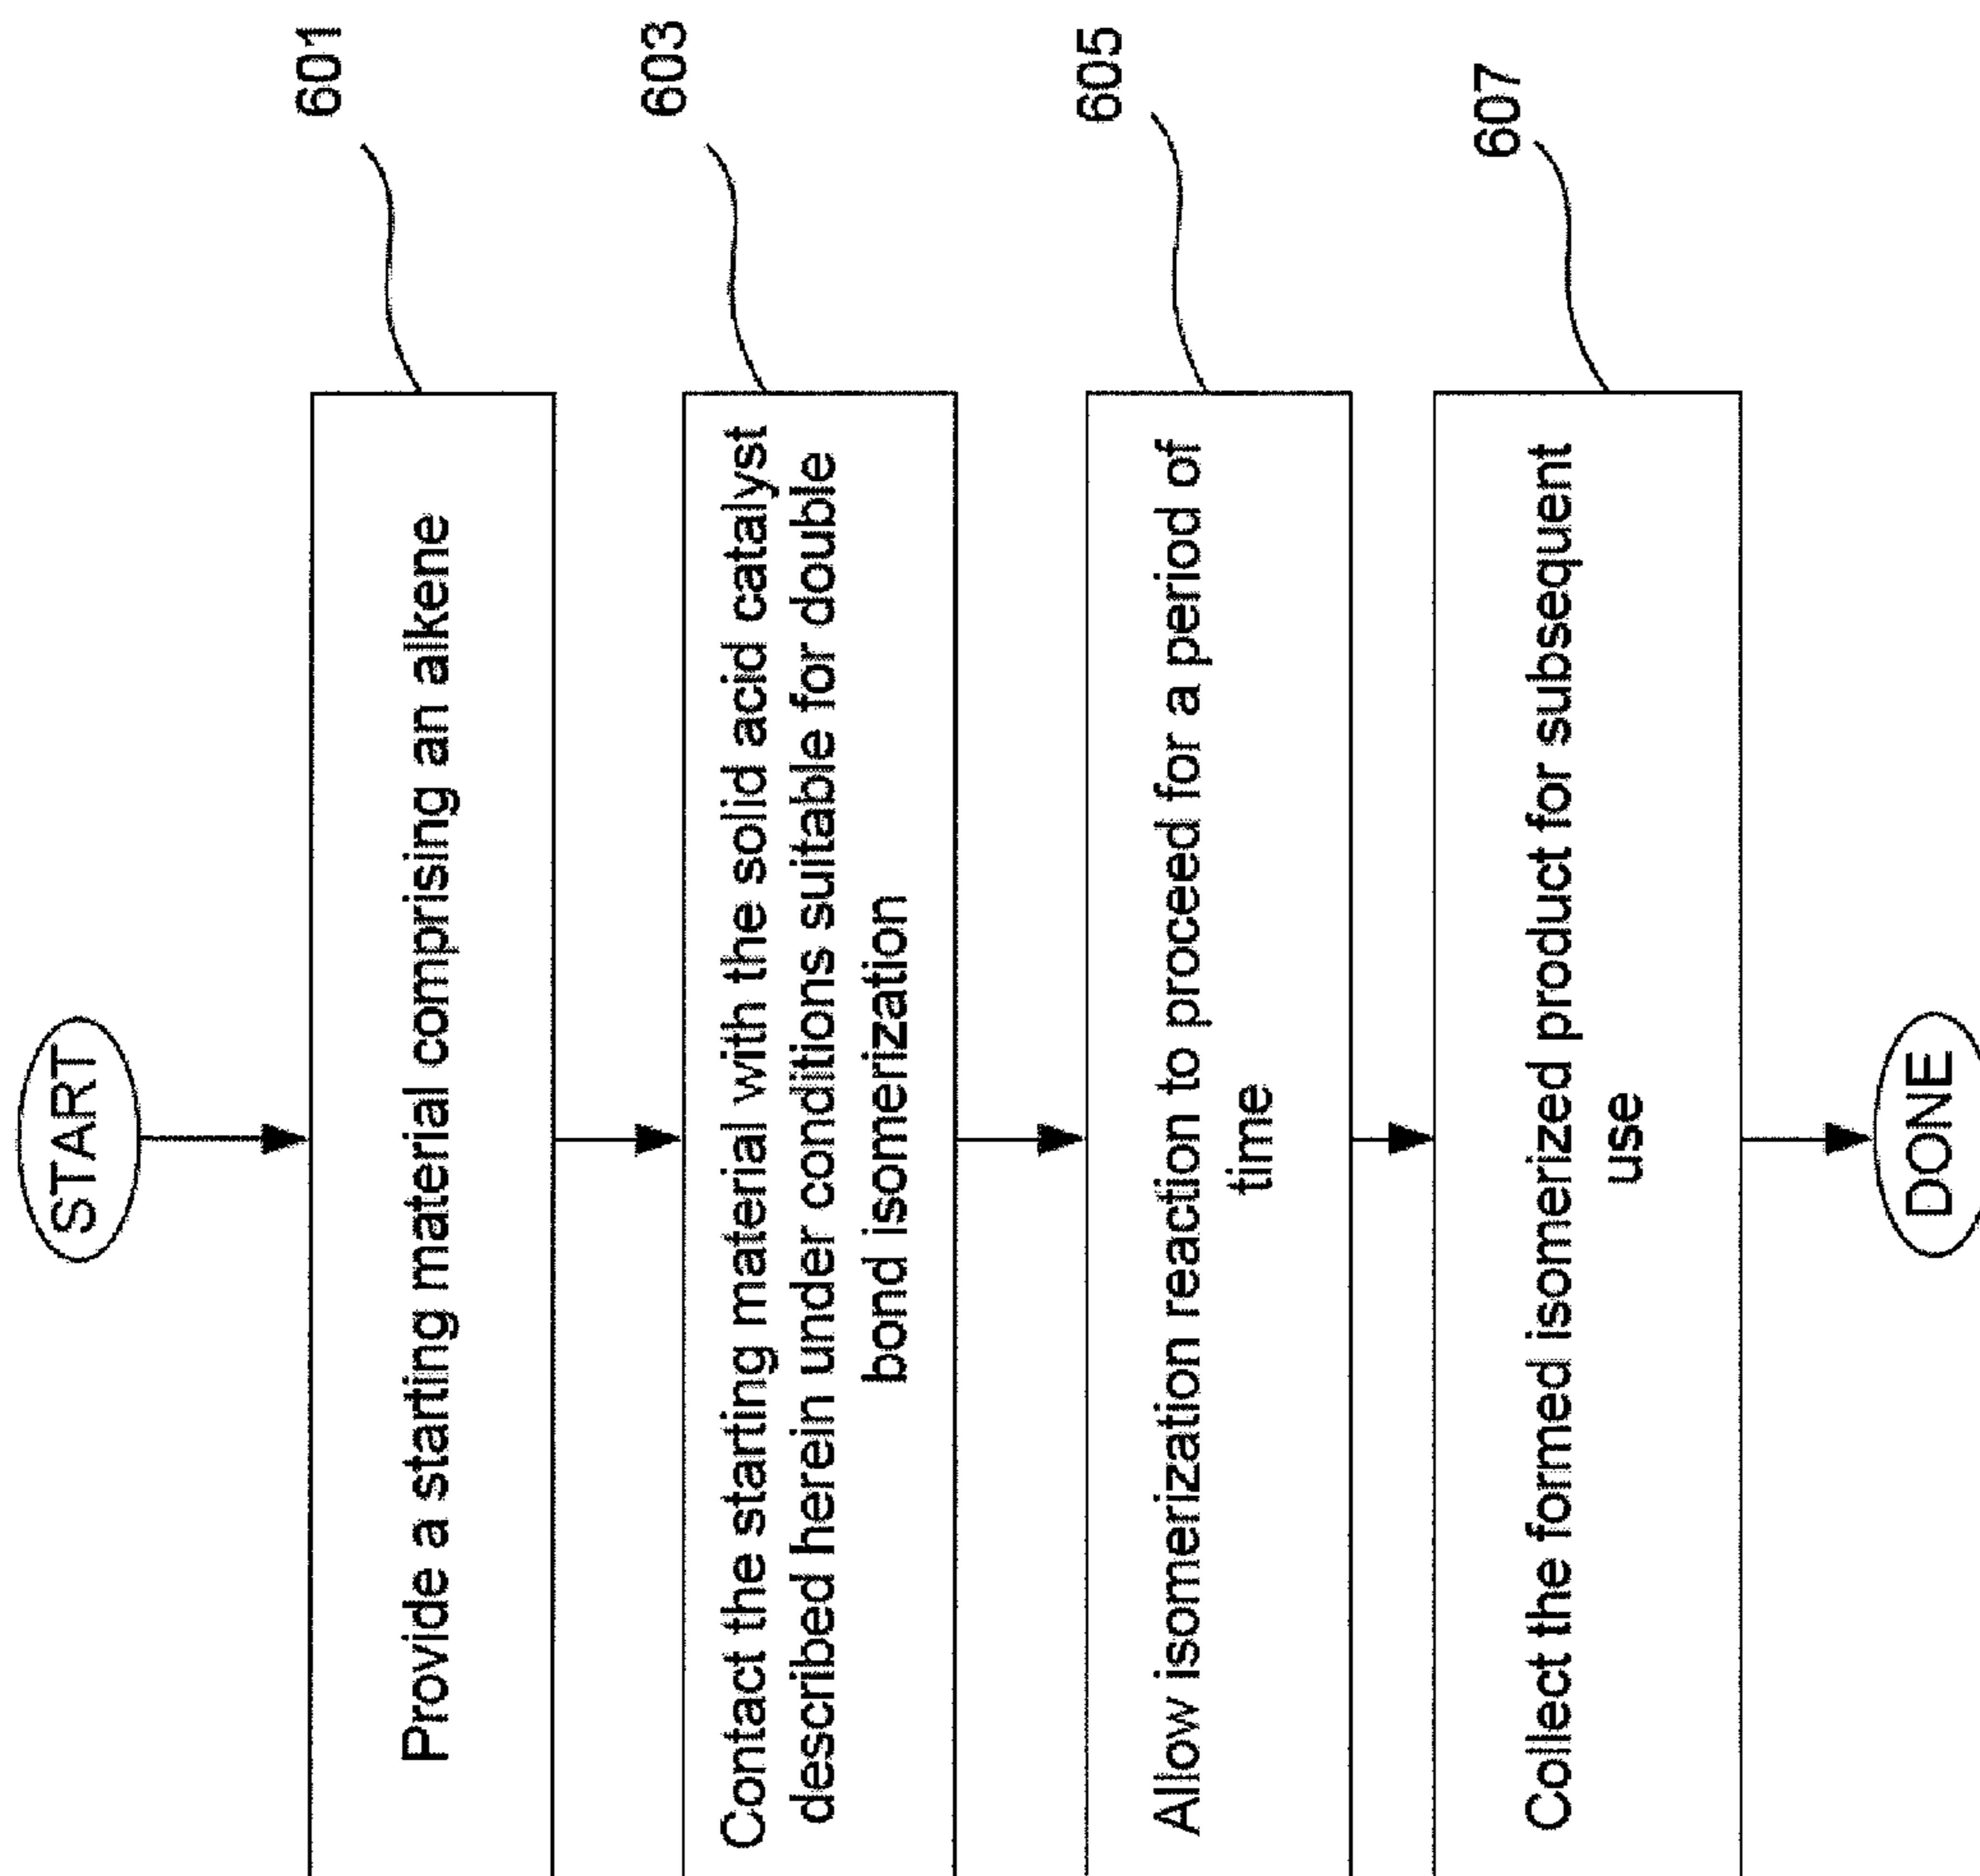 START
601
Provide a starting material comprising an alkene
603
Contact the starting material with the solid acid catalyst
described herein under conditions suitable for double
bond isomerization
605
Allow isomerization reaction to proceed for a period of
time
607
Collect the formed isomerized product for subsequent
use
DONE